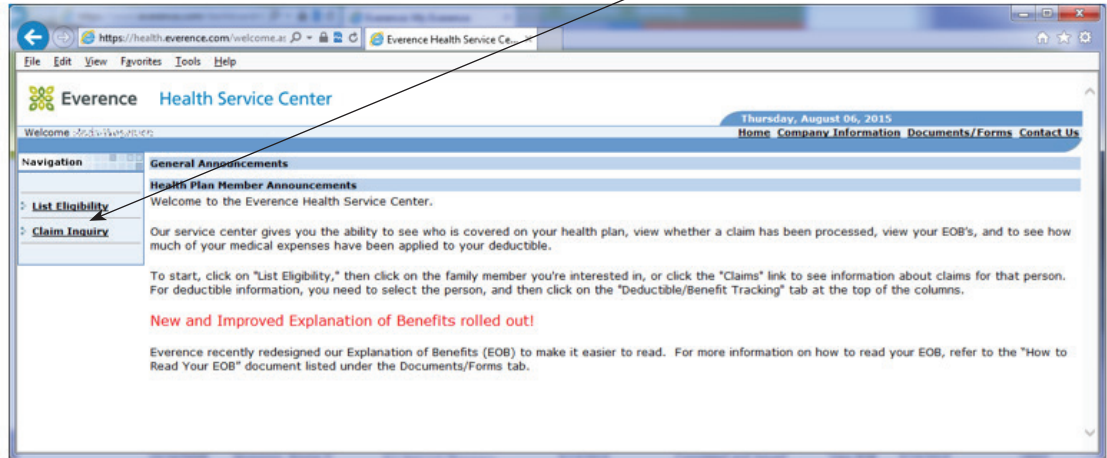 https://health.everence.com/welcome.as
Everence Health Service Ce...
File Edit View Favorites Tools Help
Everence Health Service Center
Thursday, August 06, 2015
Welcome
Home Company Information Documents/Forms Contact Us
Navigation
General Announcements
Health Plan Member Announcements
List Eligibility
Welcome to the Everence Health Service Center.
Claim Inquiry
Our service center gives you the ability to see who is covered on your health plan, view whether a claim has been processed, view your EOB's, and to see how
much of your medical expenses have been applied to your deductible.
To start, click on "List Eligibility," then click on the family member you're interested in, or click the "Claims" link to see information about claims for that person.
For deductible information, you need to select the person, and then click on the "Deductible/Benefit Tracking" tab at the top of the columns.
New and Improved Explanation of Benefits rolled out!
Everence recently redesigned our Explanation of Benefits (EOB) to make it easier to read. For more information on how to read your EOB, refer to the "How to
Read Your EOB" document listed under the Documents/Forms tab.